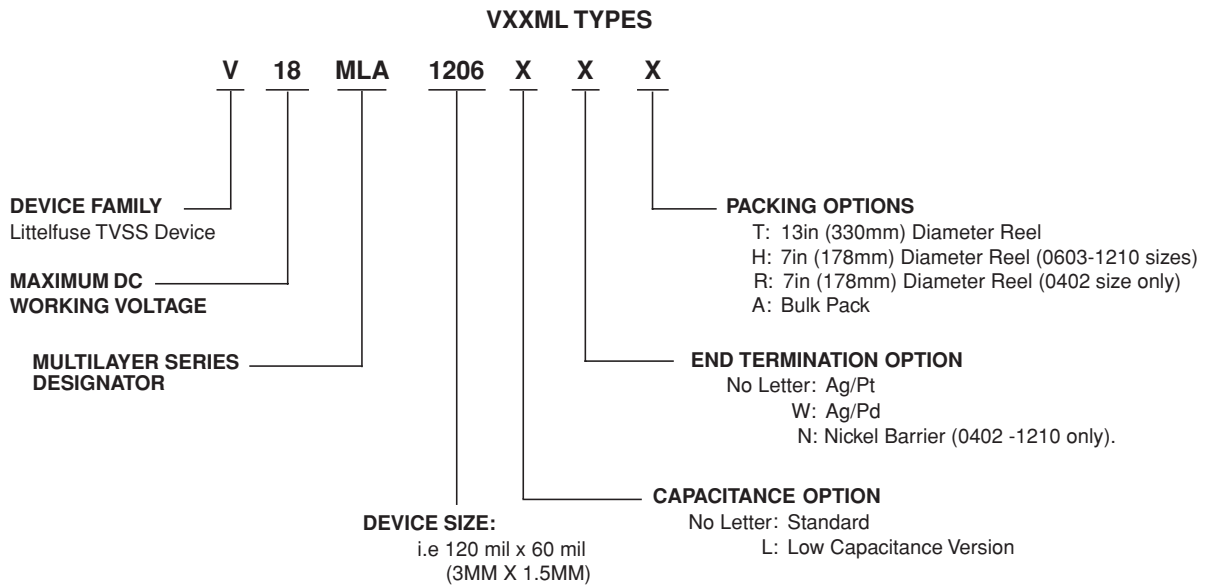 VXXML TYPES
V 18 MLA 1206 X X X
DEVICE FAMILY
Littelfuse TVSS Device
MAXIMUM DC
WORKING VOLTAGE
MULTILAYER SERIES
DESIGNATOR
DEVICE SIZE:
i.e 120 mil x 60 mil
(3MM X 1.5MM)
PACKING OPTIONS
T: 13in (330mm) Diameter Reel
H: 7in (178mm) Diameter Reel (0603-1210 sizes)
R: 7in (178mm) Diameter Reel (0402 size only)
A: Bulk Pack
END TERMINATION OPTION
No Letter: Ag/Pt
W: Ag/Pd
N: Nickel Barrier (0402 -1210 only).
CAPACITANCE OPTION
No Letter: Standard
L: Low Capacitance Version